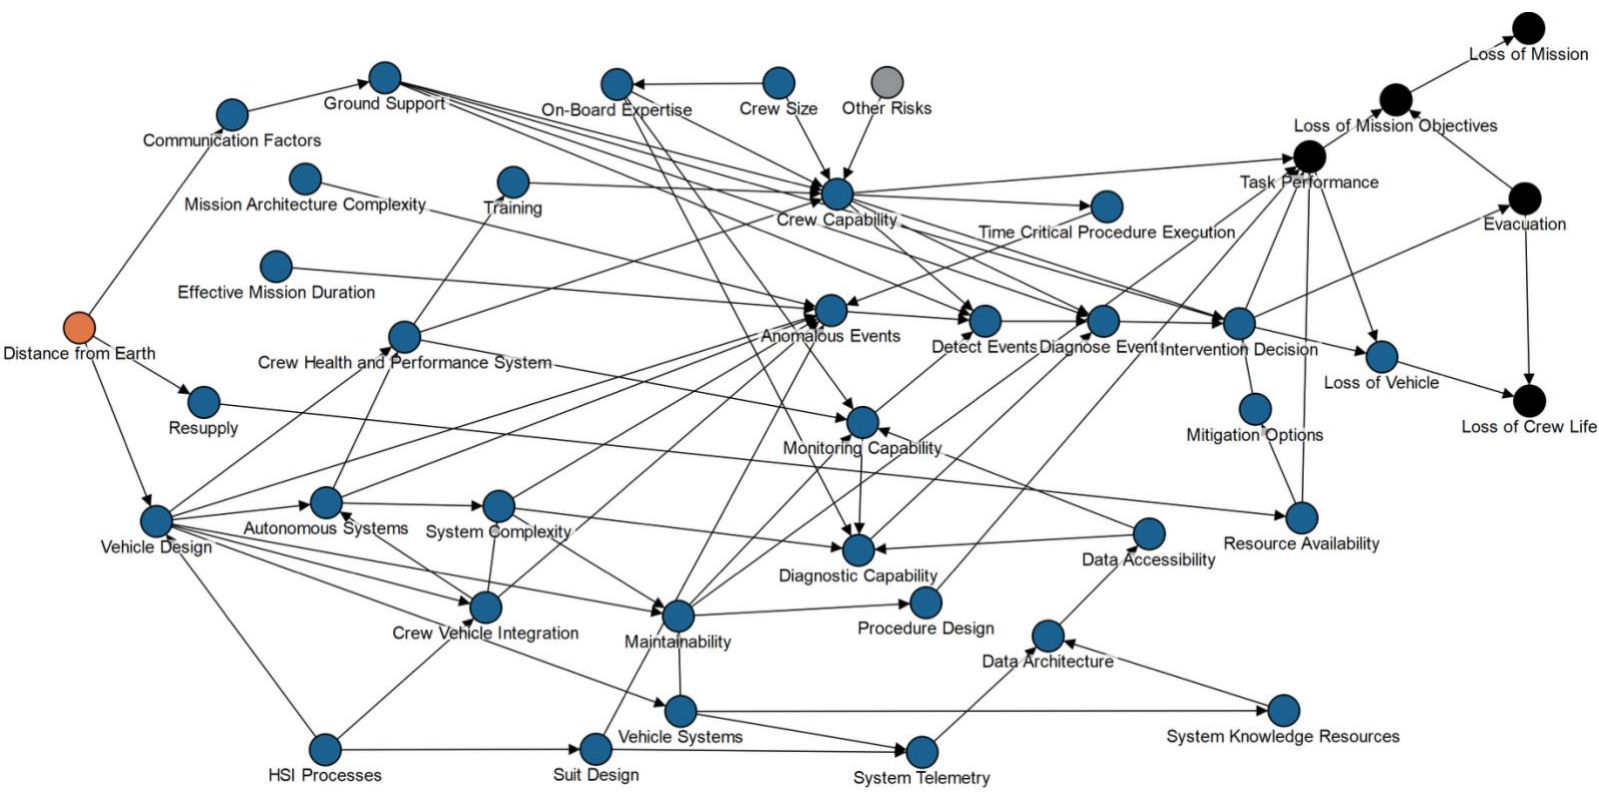 Loss of Mission
Ground Support
On-Board Expertise
Crew Size
Other Risks
Loss of Mission Objectives
Communication Factors
Task Performance
Mission Architecture Complexity
Training
Crew Capability
Time Critical Procedure Execution
Evacuation
Effective Mission Duration
Anomalous Events
Distance from Earth
Crew Health and Performance System
Detect Events
Diagnose Event
Intervention Decision
Loss of Vehicle
Resupply
Monitoring Capability
Mitigation Options
Loss of Crew Life
Vehicle Design
Autonomous Systems
System Complexity
Diagnostic Capability
Data Accessibility
Resource Availability
Crew Vehicle Integration
Maintainability
Procedure Design
Data Architecture
Vehicle Systems
System Knowledge Resources
HSI Processes
Suit Design
System Telemetry